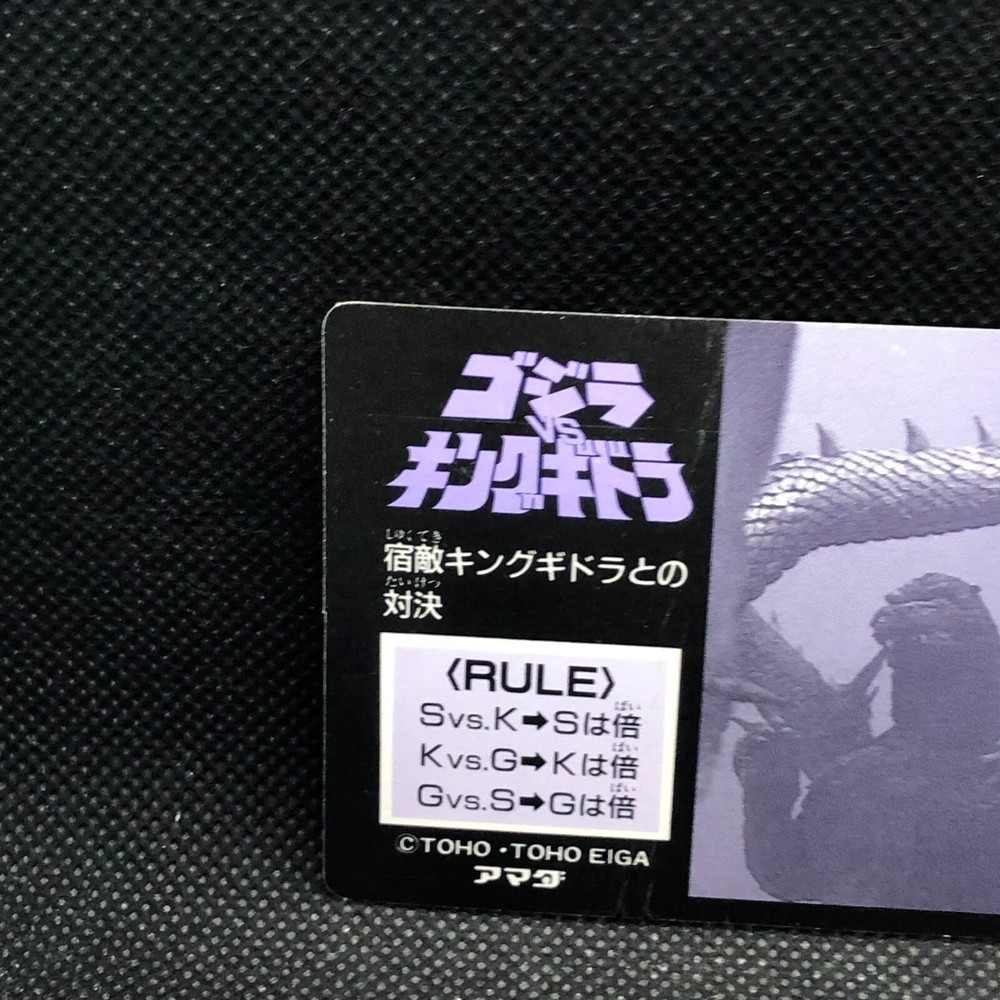 ゴジラ
VS
キングギドラ
宿敵キングギドラとの
しゅくてき
対決
たいけつ
〈RULE〉
Svs.K➡Sは倍
ばい
Kvs.G➡Kは倍
ばい
Gvs.S➡Gは倍
ばい
©TOHO・TOHO EIGA
アマダ